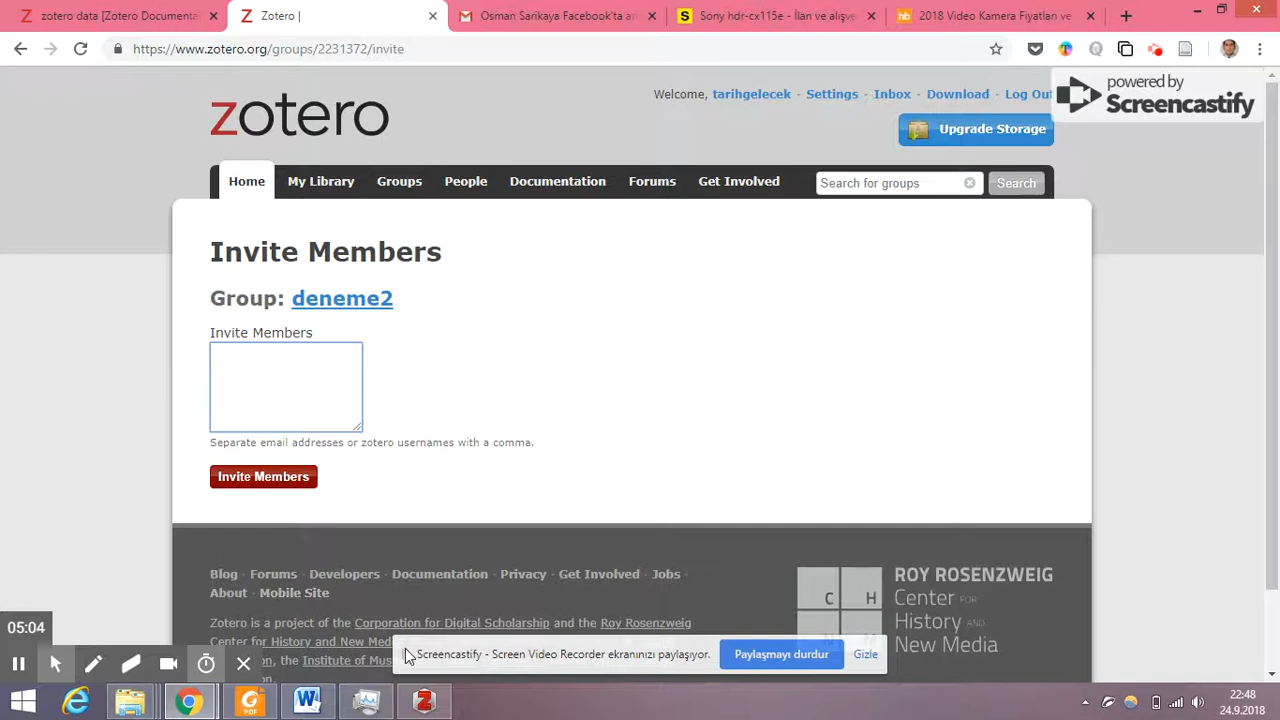 zotero data [Zotero Documenta
Zotero |
Osman Sarikaya Facebook'ta ar
Sony hdr-cx115e - İlan ve alışve
2018 Video Kamera Fiyatları ve
https://www.zotero.org/groups/2231372/invite
powered by
Screencastify
Welcome, tarihgelecek · Settings · Inbox · Download · Log Out
zotero
Upgrade Storage
Home My Library Groups People Documentation Forums Get Involved Search for groups Search
Invite Members
Group: deneme2
Invite Members
Separate email addresses or zotero usernames with a comma.
Invite Members
Blog · Forums · Developers · Documentation · Privacy · Get Involved · Jobs ·
About · Mobile Site
Zotero is a project of the Corporation for Digital Scholarship and the Roy Rosenzweig
Center for History and New Med
the Institute of Mus
C H
ROY ROSENZWEIG
Center FOR
History AND
New Media
05:04
Screencastify - Screen Video Recorder ekranınızı paylaşıyor. Paylaşmayı durdur Gizle
PDF
22:48
24.9.2018